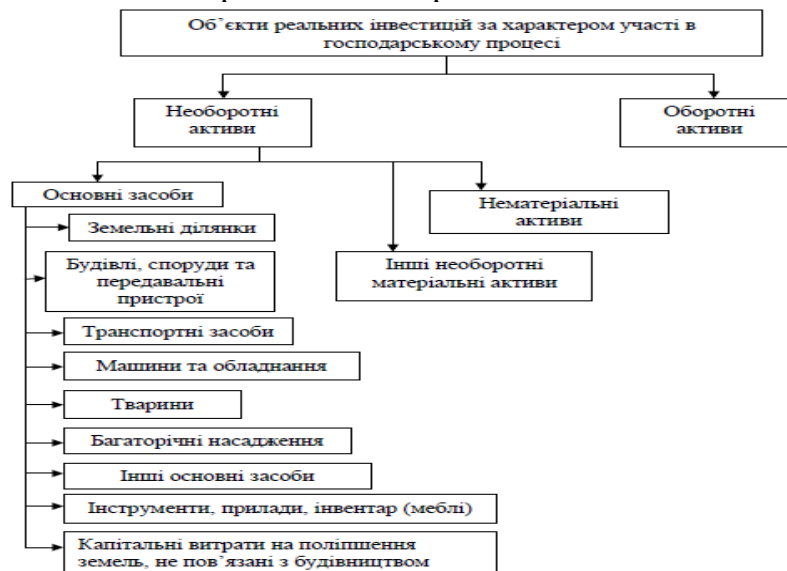 Об’єкти реальних інвестицій за характером участі в
господарському процесі
Необоротні
активи
Оборотні
активи
Основні засоби
Нематеріальні
активи
Земельні ділянки
Будівлі, споруди та
передавальні
пристрої
Інші необоротні
матеріальні активи
Транспортні засоби
Машини та обладнання
Тварини
Багаторічні насадження
Інші основні засоби
Інструменти, прилади, інвентар (меблі)
Капітальні витрати на поліпшення
земель, не пов’язані з будівництвом